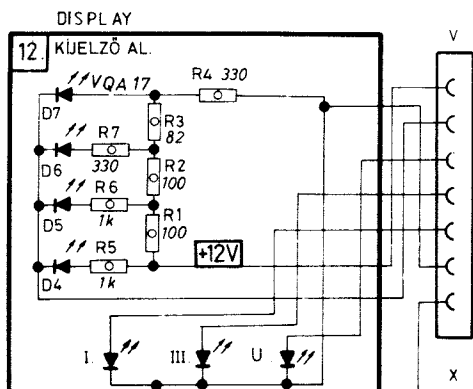 DISPLAY
12. KIJELZŐ AL.
V
VQA 17
R4 330
D7
R3
82
R7
330
D6
R2
100
R6
1k
D5
R1
100
R5
1k
D4
+12V
I. III. U
X